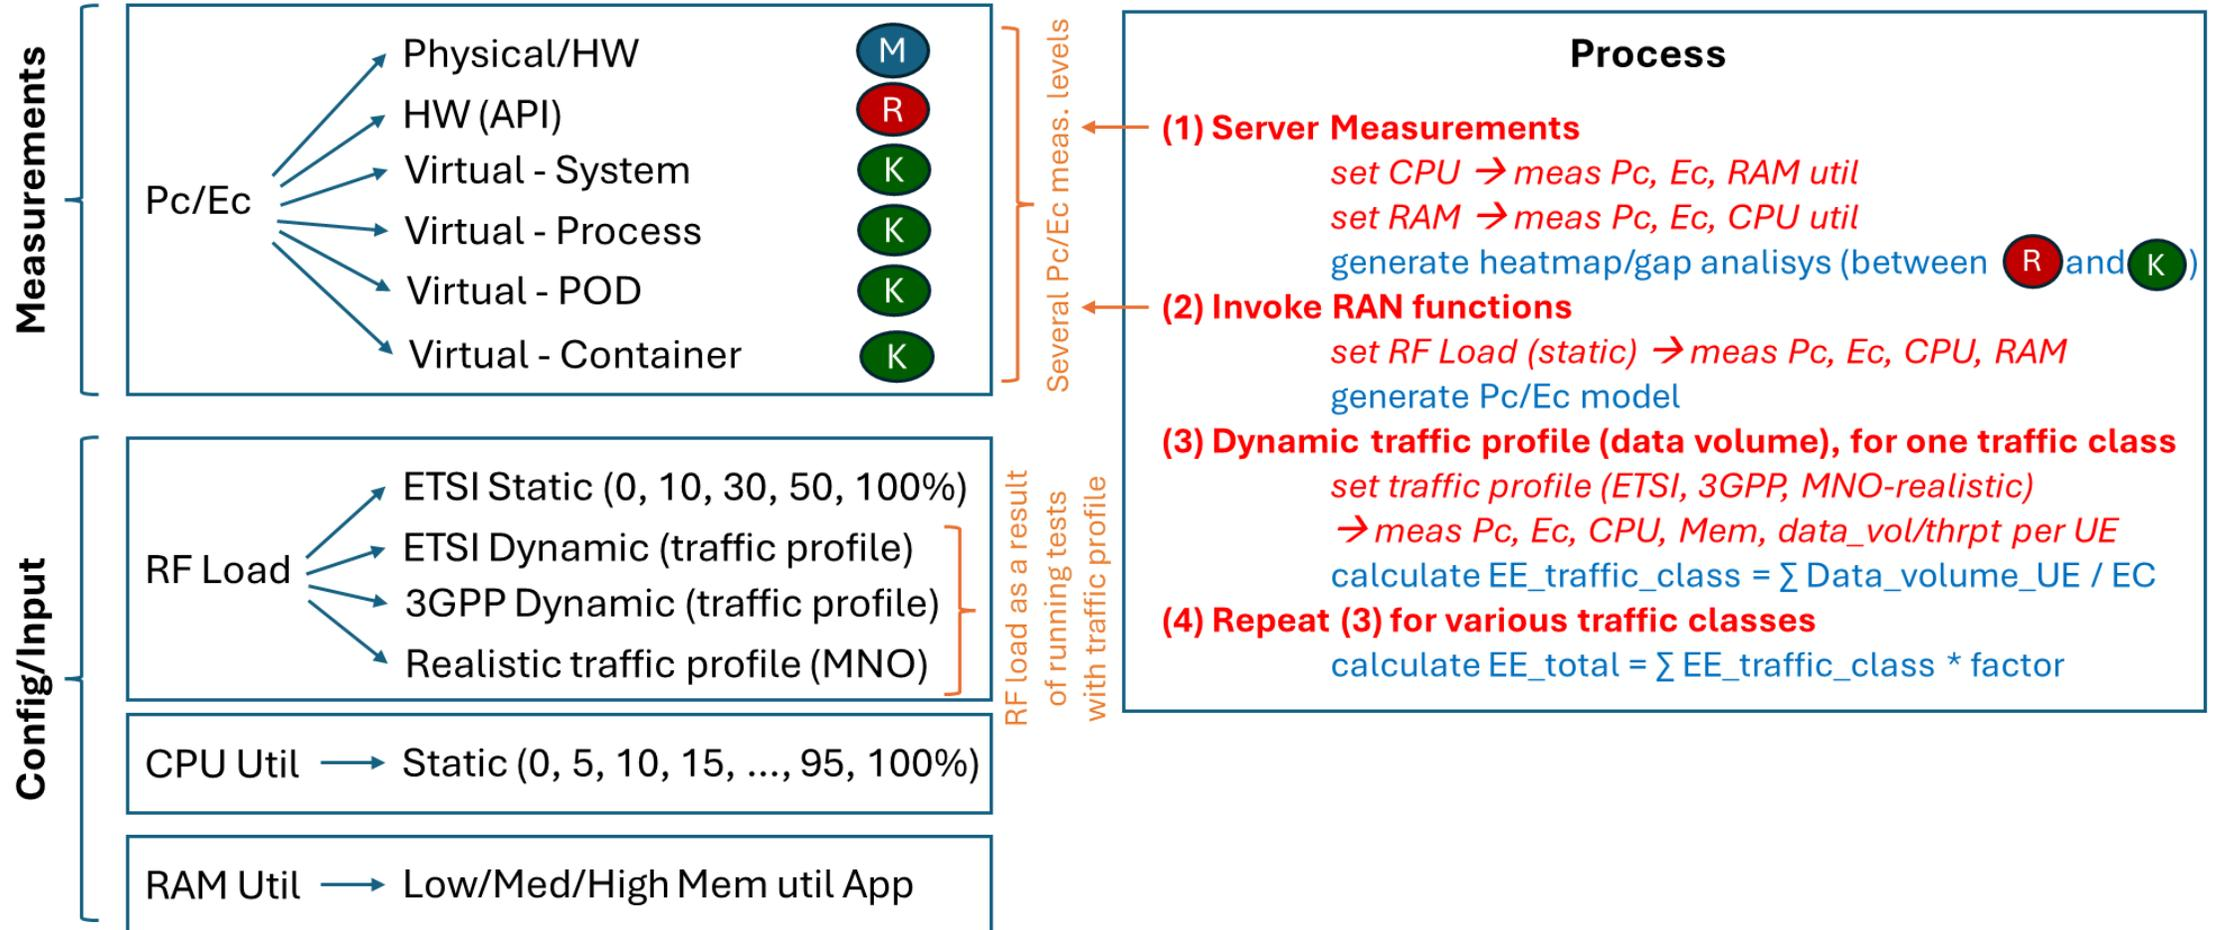 Measurements
Pc/Ec
Physical/HW M
HW (API) R
Virtual - System K
Virtual - Process K
Virtual - POD K
Virtual - Container K
Several Pc/Ec meas. levels
Config/Input
RF Load
ETSI Static (0, 10, 30, 50, 100%)
ETSI Dynamic (traffic profile)
3GPP Dynamic (traffic profile)
Realistic traffic profile (MNO)
RF load as a result
of running tests
with traffic profile
CPU Util → Static (0, 5, 10, 15, ..., 95, 100%)
RAM Util → Low/Med/High Mem util App
Process
(1) Server Measurements
set CPU → meas Pc, Ec, RAM util
set RAM → meas Pc, Ec, CPU util
generate heatmap/gap analisys (between R and K )
(2) Invoke RAN functions
set RF Load (static) → meas Pc, Ec, CPU, RAM
generate Pc/Ec model
(3) Dynamic traffic profile (data volume), for one traffic class
set traffic profile (ETSI, 3GPP, MNO-realistic)
→ meas Pc, Ec, CPU, Mem, data_vol/thrpt per UE
calculate EE_traffic_class = ∑ Data_volume_UE / EC
(4) Repeat (3) for various traffic classes
calculate EE_total = ∑ EE_traffic_class * factor